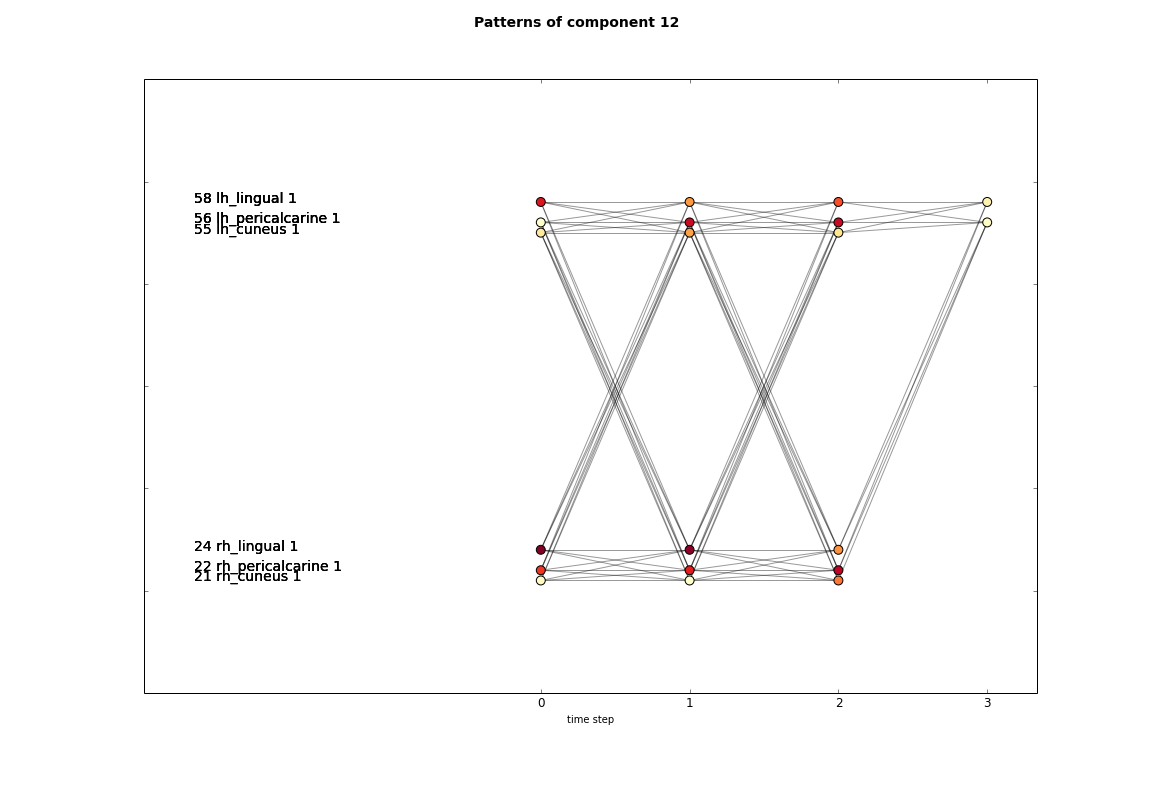 Patterns of component 12
58 lh_lingual 1
56 lh_pericalcarine 1
55 lh_cuneus 1
24 rh_lingual 1
22 rh_pericalcarine 1
21 rh_cuneus 1
0 1 2 3
time step